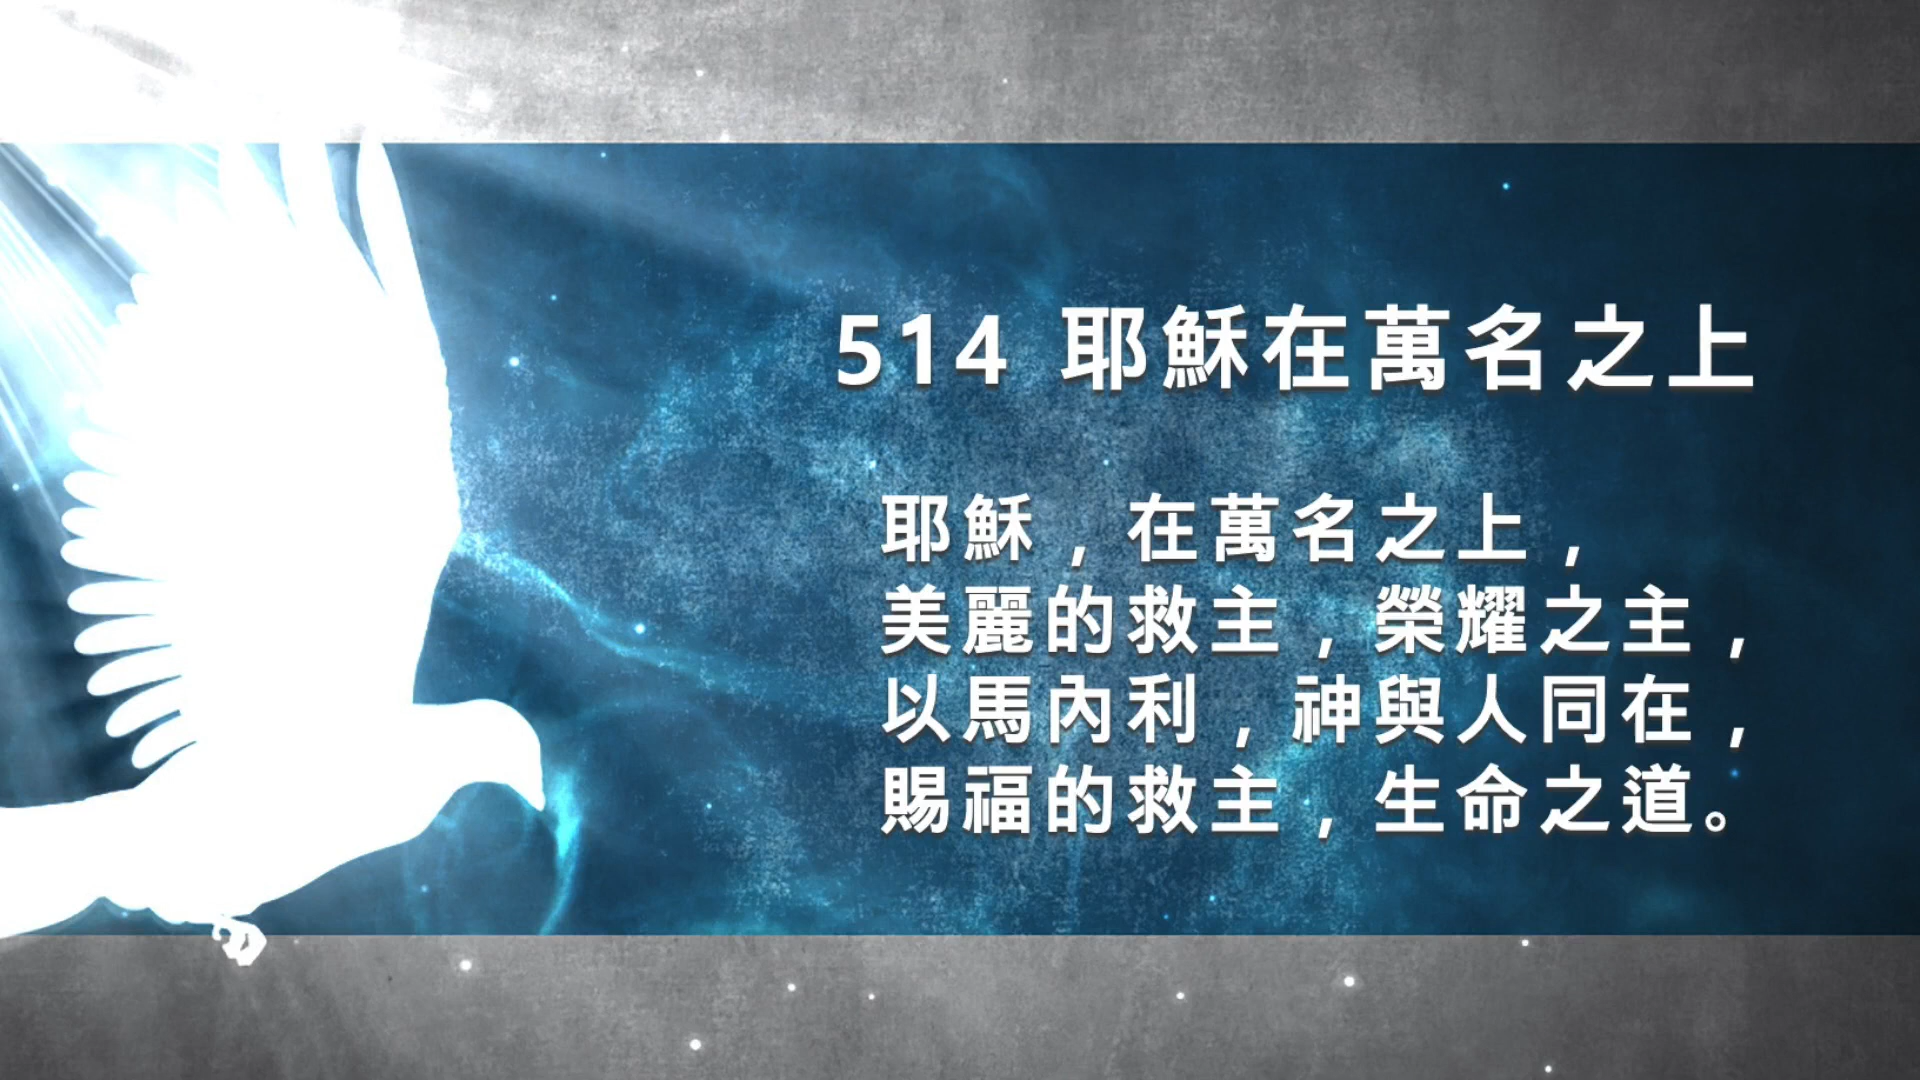 514 耶穌在萬名之上
耶穌，在萬名之上，
美麗的救主，榮耀之主，
以馬內利，神與人同在，
賜福的救主，生命之道。